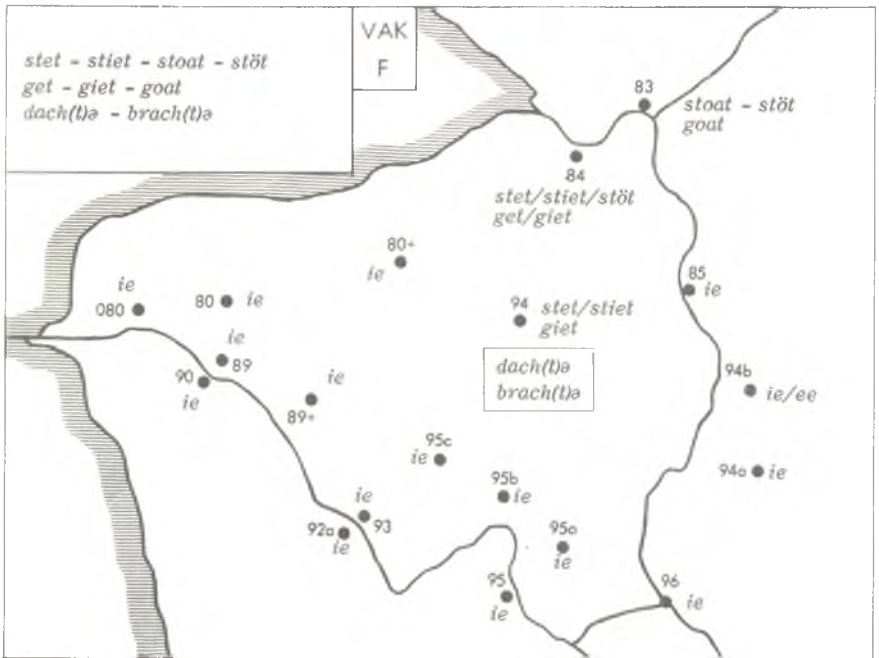 stet - stiet - stoat - stöt
get - giet - goat
dach(t)ə - brach(t)ə
VAK
F
83
stoat - stöt
goat
84
stet/stiet/stöt
get/giet
80+
ie
85
ie
ie
080
80
ie
94
stet/stiet
giet
ie
89
90
ie
dach(t)ə
brach(t)ə
94b
ie/ee
ie
89+
95c
ie
94a
ie
95b
ie
ie
92a
93
ie
95a
ie
95
ie
96
ie